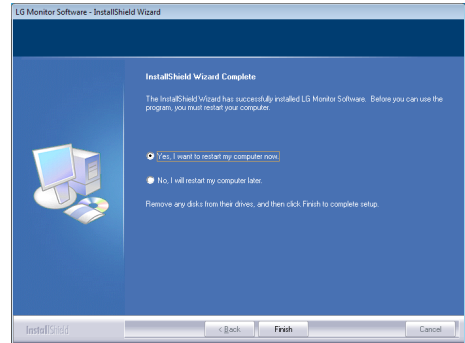 LG Monitor Software - InstallShield Wizard
InstallShield Wizard Complete
The InstallShield Wizard has successfully installed LG Monitor Software. Before you can use the
program, you must restart your computer.
Yes, I want to restart my computer now.
No, I will restart my computer later.
Remove any disks from their drives, and then click Finish to complete setup.
InstallShield
< Back Finish Cancel